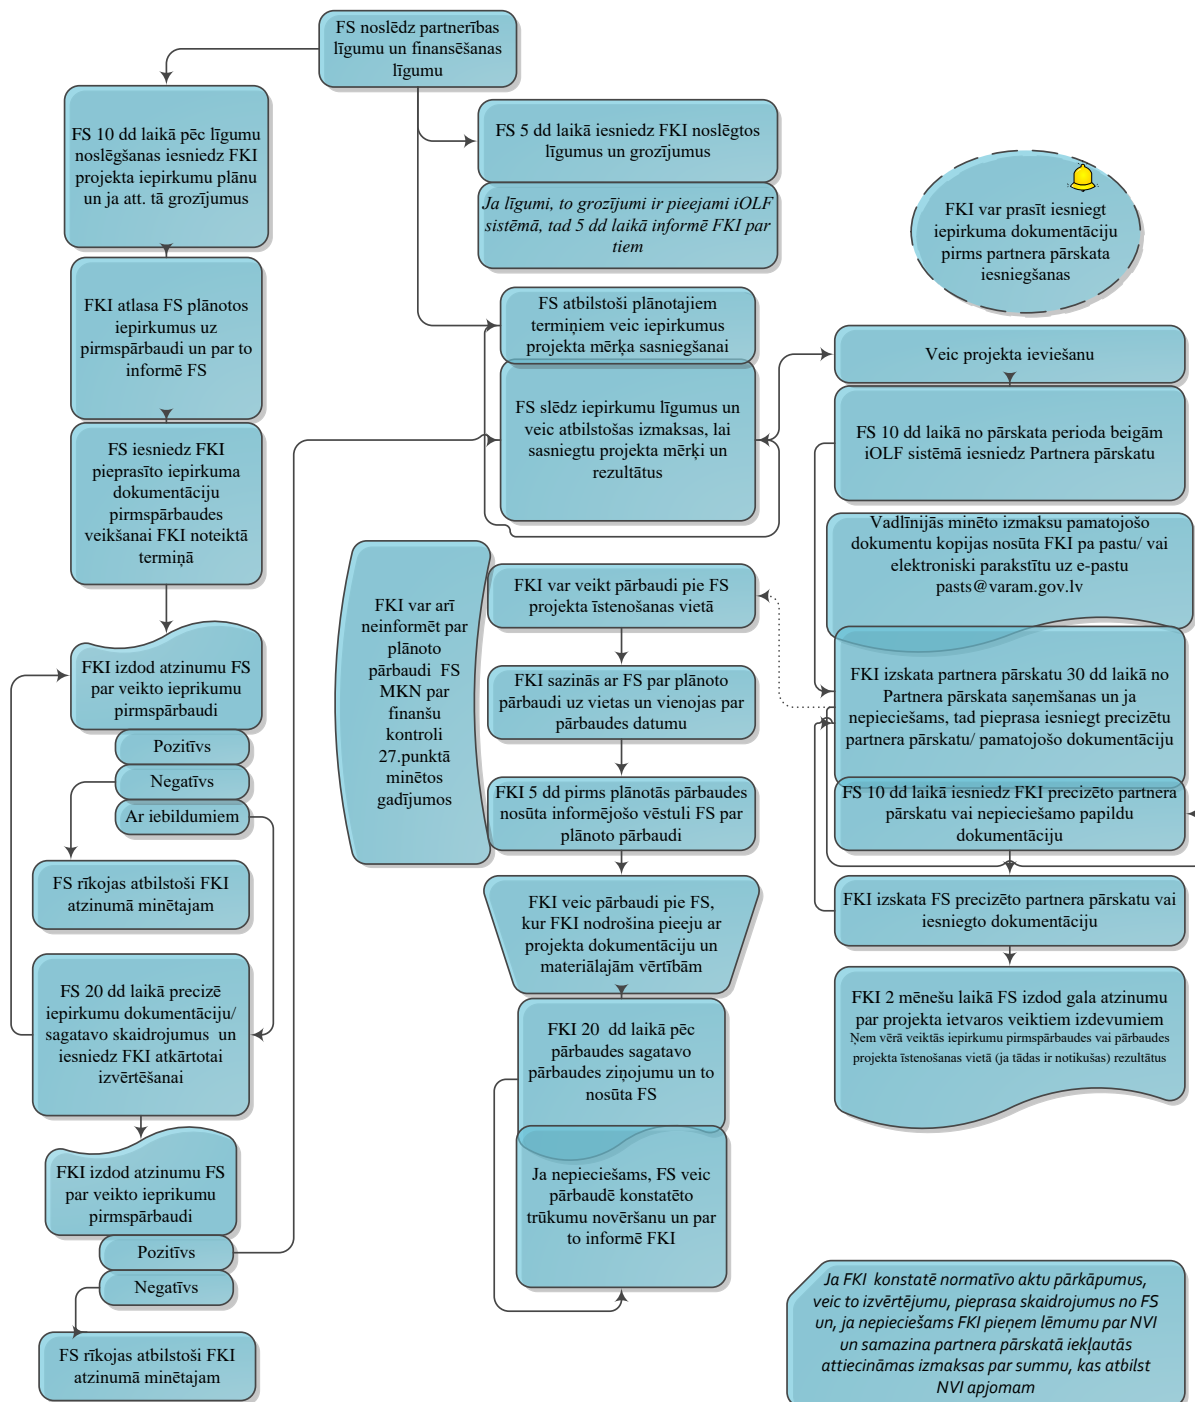 FS noslēdz partnerības
līgumu un finansēšanas
līgumu
FS 10 dd laikā pēc līgumu
noslēgšanas iesniedz FKI
projekta iepirkumu plānu
un ja att. tā grozījumus
FKI atlasa FS plānotos
iepirkumus uz
pirmspārbaudi un par to
informē FS
FS iesniedz FKI
pieprasīto iepirkuma
dokumentāciju
pirmspārbaudes
veikšanai FKI noteiktā
termiņā
FKI izdod atzinumu FS
par veikto ieprikumu
pirmspārbaudi
Pozitīvs
Negatīvs
Ar iebildumiem
FS rīkojas atbilstoši FKI
atzinumā minētajam
FS 20 dd laikā precizē
iepirkumu dokumentāciju/
sagatavo skaidrojumus un
iesniedz FKI atkārtotai
izvērtēšanai
FKI izdod atzinumu FS
par veikto ieprikumu
pirmspārbaudi
Pozitīvs
Negatīvs
FS rīkojas atbilstoši FKI
atzinumā minētajam
FS 5 dd laikā iesniedz FKI noslēgtos
līgumus un grozījumus
Ja līgumi, to grozījumi ir pieejami iOLF
sistēmā, tad 5 dd laikā informē FKI par
tiem
FS atbilstoši plānotajiem
termiņiem veic iepirkumus
projekta mērķa sasniegšanai
FS slēdz iepirkumu līgumus un
veic atbilstošas izmaksas, lai
sasniegtu projekta mērķi un
rezultātus
FKI var arī
neinformēt par
plānoto
pārbaudi FS
MKN par
finanšu
kontroli
27.punktā
minētos
gadījumos
FKI var veikt pārbaudi pie FS
projekta īstenošanas vietā
FKI sazinās ar FS par plānoto
pārbudi uz vietas un vienojas par
pārbaudes datumu
FKI 5 dd pirms plānotās pārbaudes
nosūta informējošo vēstuli FS par
plānoto pārbaudi
FKI veic pārbaudi pie FS,
kur FKI nodrošina pieeju ar
projekta dokumentāciju un
materiālajām vērtībām
FKI 20 dd laikā pēc
pārbaudes sagatavo
pārbaudes ziņojumu un to
nosūta FS
Ja nepieciešams, FS veic
pārbaudē konstatēto
trūkumu novēršanu un par
to informē FKI
FKI var prasīt iesniegt
iepirkuma dokumentāciju
pirms partnera pārskata
iesniegšanas
Veic projekta ieviešanu
FS 10 dd laikā no pārskata perioda beigām
iOLF sistēmā iesniedz Partnera pārskatu
Vadlīnijās minēto izmaksu pamatojošo
dokumentu kopijas nosūta FKI pa pastu/ vai
elektroniski parakstītu uz e-pastu
pasts@varam.gov.lv
FKI izskata partnera pārskatu 30 dd laikā no
Partnera pārskata saņemšanas un ja
nepieciešams, tad pieprasa iesniegt precizētu
partnera pārskatu/ pamatojošo dokumentāciju
FS 10 dd laikā iesniedz FKI precizēto partnera
pārskatu vai nepieciešamo papildu
dokumentāciju
FKI izskata FS precizēto partnera pārskatu vai
iesniegto dokumentāciju
FKI 2 mēnešu laikā FS izdod gala atzinumu
par projekta ietvaros veiktiem izdevumiem
Ņem vērā veiktās iepirkumu pirmspārbaudes vai pārbaudes
projekta īstenošanas vietā (ja tādas ir notikušas) rezultātus
Ja FKI konstatē normatīvo aktu pārkāpumus,
veic to izvērtējumu, pieprasa skaidrojumus no FS
un, ja nepieciešams FKI pieņem lēmumu par NVI
un samazina partnera pārskatā iekļautās
attiecināmas izmaksas par summu, kas atbilst
NVI apjomam